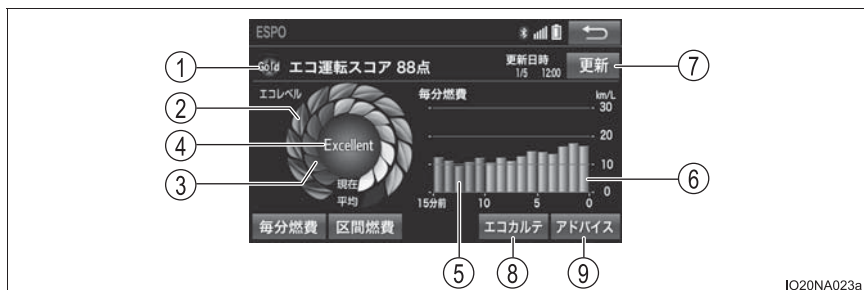 ESPO
① Gold エコ運転スコア 88点 更新日時 1/5 12:00 更新 ⑦
② エコレベル 毎分燃費 km/L
30
④ Excellent 20
③ 10 ⑥
現在 0
平均 15分前 10 5 0
毎分燃費 区間燃費 エコカルテ アドバイス
⑤ ⑧ ⑨
IO20NA023a